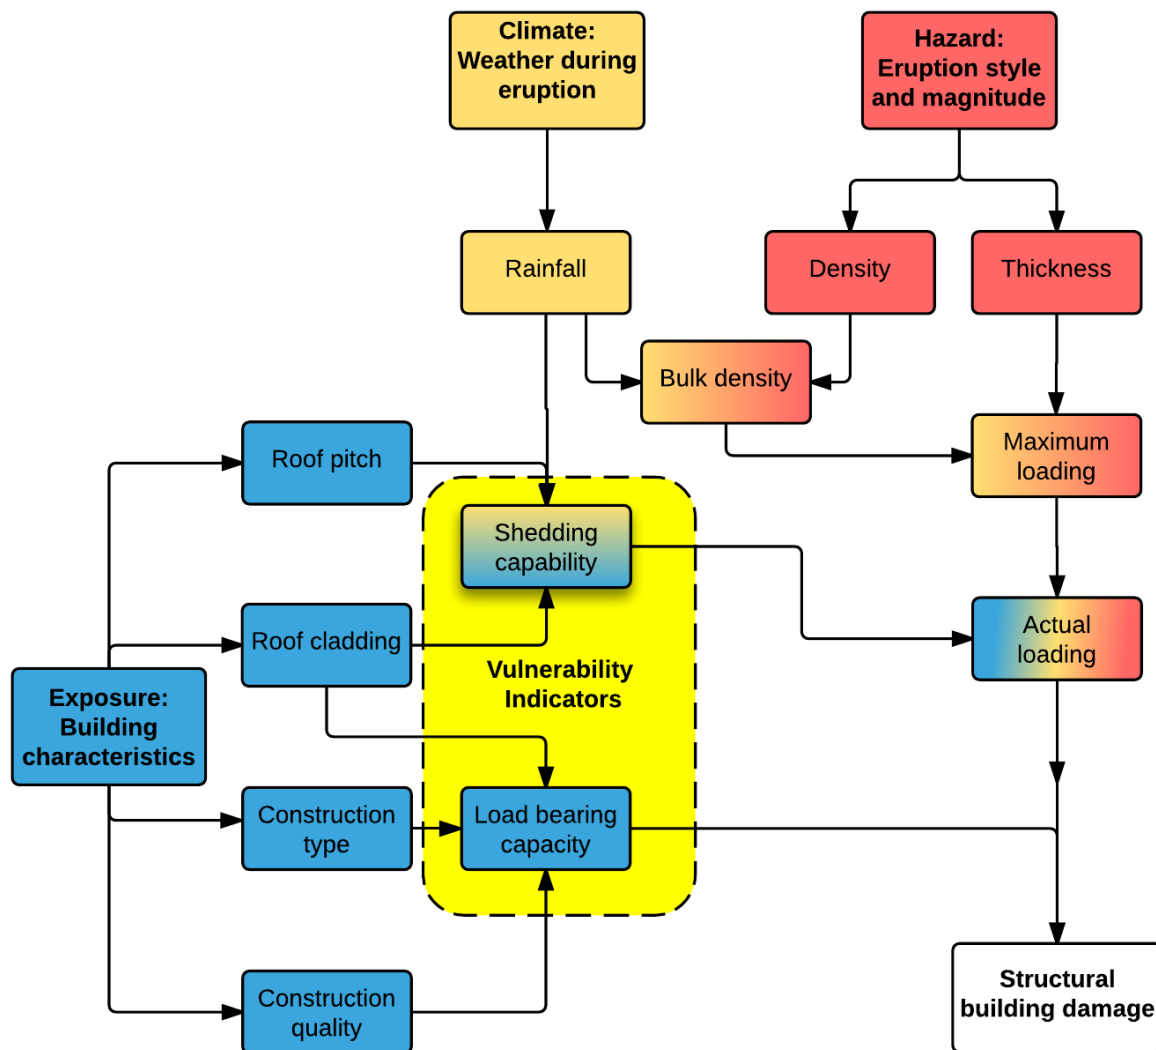 Climate:
Weather during
eruption
Hazard:
Eruption style
and magnitude
Rainfall
Density
Thickness
Bulk density
Maximum
loading
Roof pitch
Shedding
capability
Roof cladding
Actual
loading
Vulnerability
Indicators
Exposure:
Building
characteristics
Construction
type
Load bearing
capacity
Construction
quality
Structural
building damage